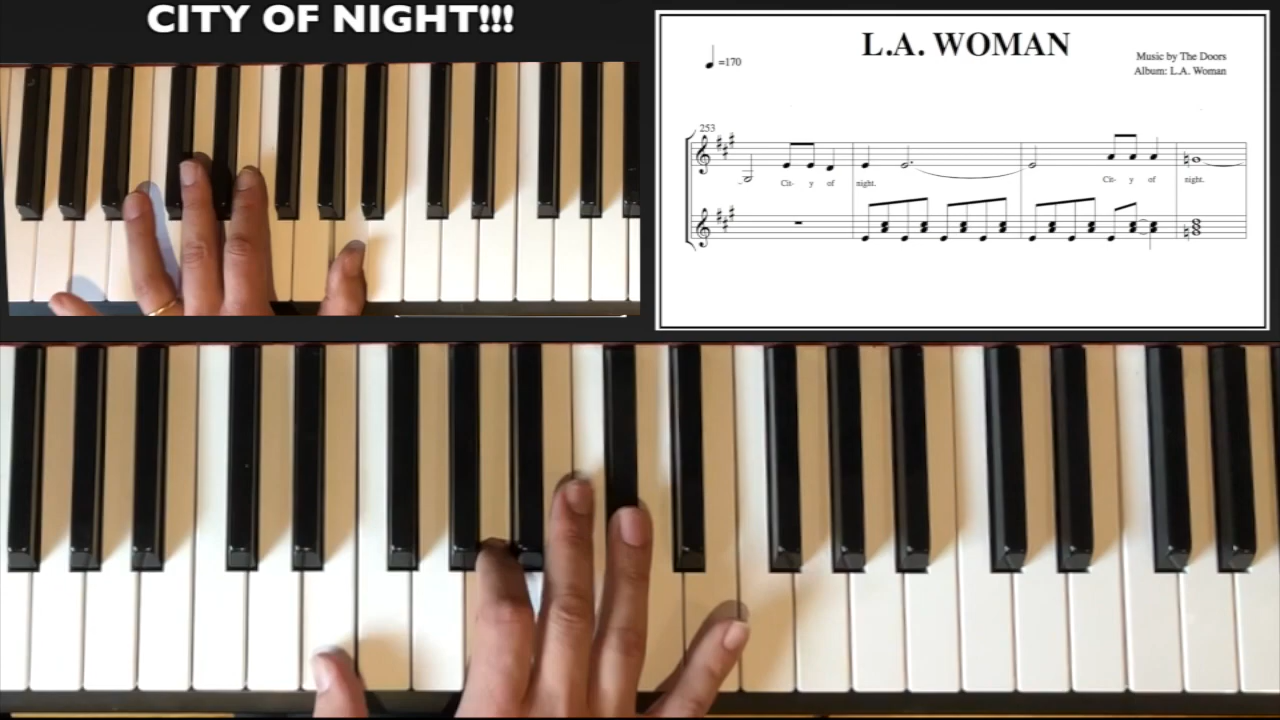 CITY OF NIGHT!!!
L.A. WOMAN
=170
Music by The Doors
Album: L.A. Woman
253
Cit- y of night. Cit- y of night.